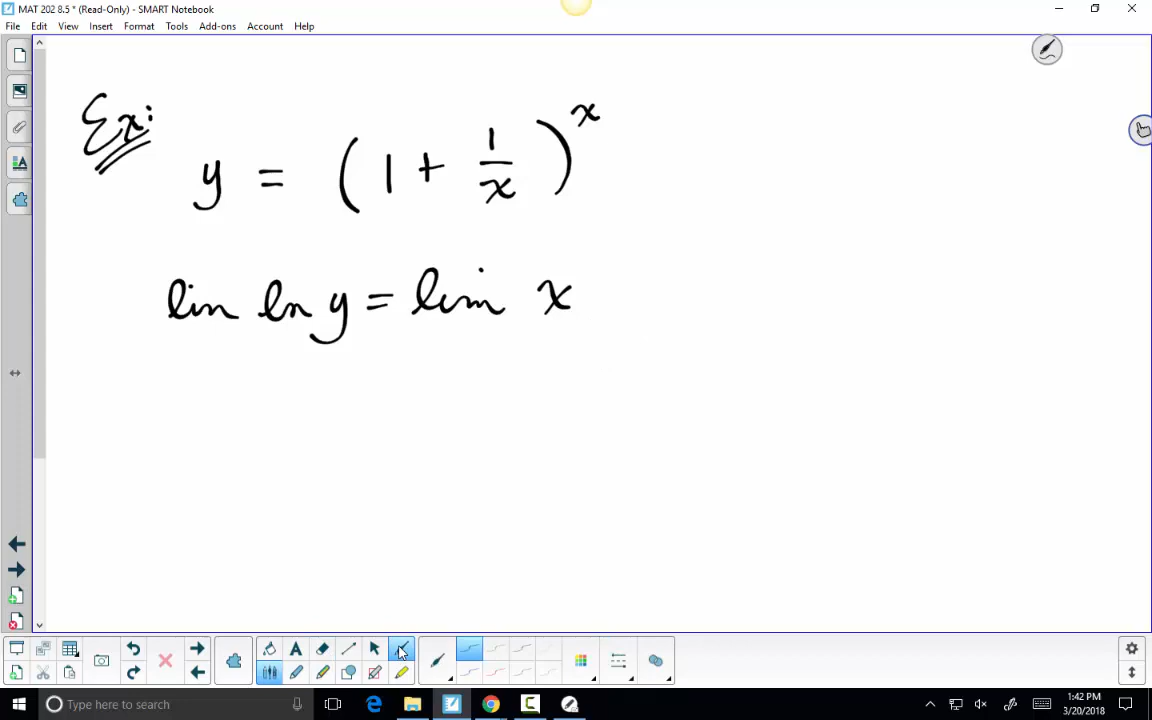 MAT 202 8.5 * (Read-Only) - SMART Notebook
File Edit View Insert Format Tools Add-ons Account Help
Ex:
y = ( 1 + 1/x )^x
lim ln y = lim x
Type here to search
1:42 PM
3/20/2018